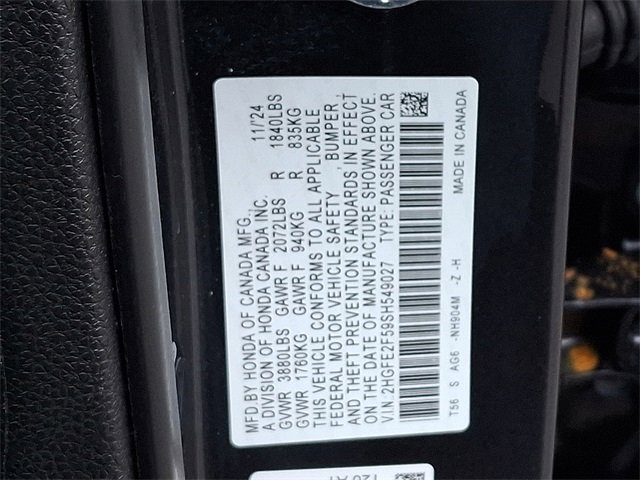 MFD BY HONDA OF CANADA MFG., 11/24
A DIVISION OF HONDA CANADA INC.
GVWR 3860LBS GAWR F 2072LBS R 1840LBS
GVWR 1760KG GAWR F 940KG R 835KG
THIS VEHICLE CONFORMS TO ALL APPLICABLE
FEDERAL MOTOR VEHICLE SAFETY , BUMPER ,
AND THEFT PREVENTION STANDARDS IN EFFECT
ON THE DATE OF MANUFACTURE SHOWN ABOVE.
V.I.N. 2HGFE2F59SH549027 TYPE: PASSENGER CAR
T56 S AG6 -NH904M -Z -H MADE IN CANADA